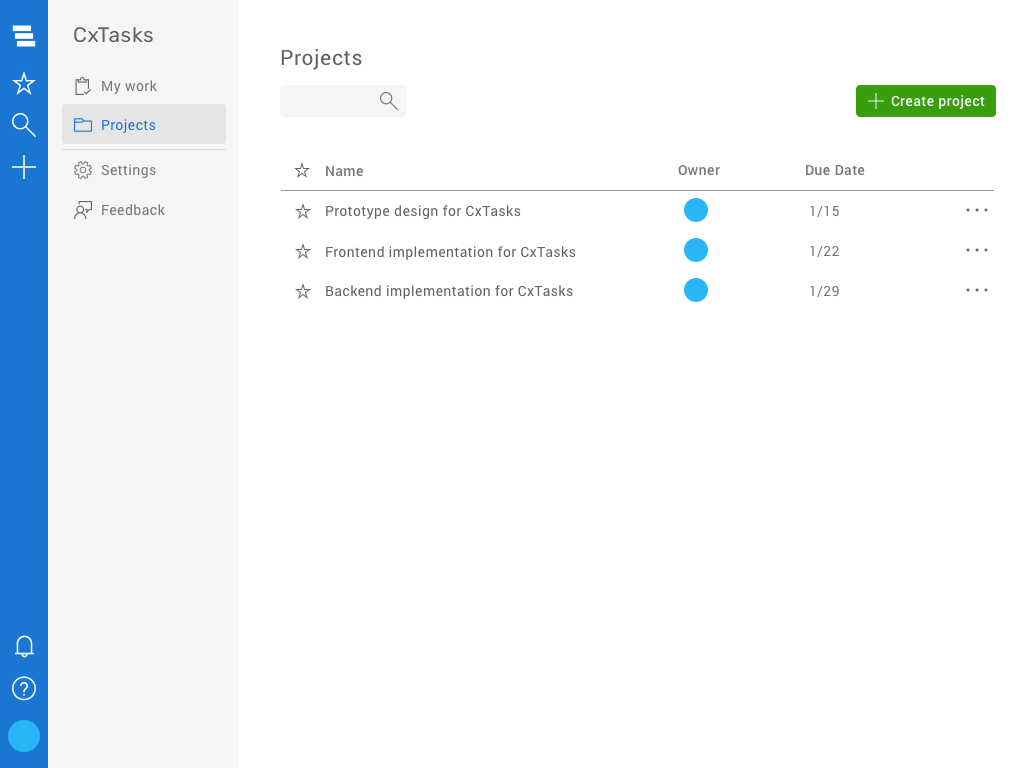 CxTasks
My work
Projects
Settings
Feedback
Projects
Create project
Name Owner Due Date
Prototype design for CxTasks 1/15
Frontend implementation for CxTasks 1/22
Backend implementation for CxTasks 1/29